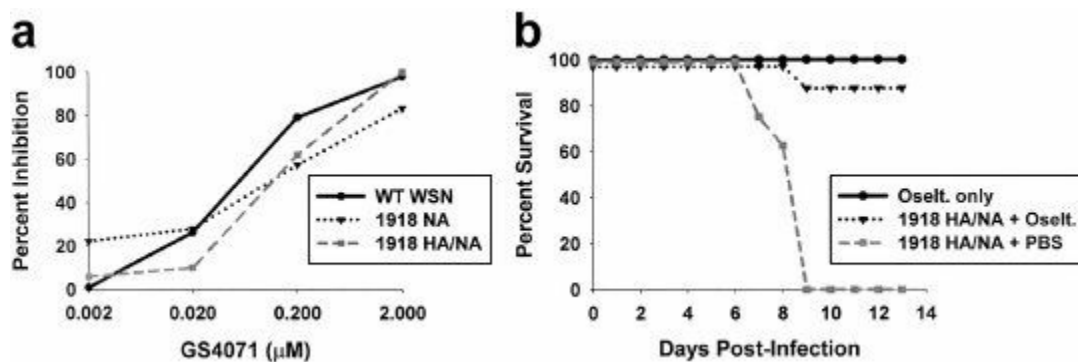 a
Percent Inhibition
100
80
60
40
20
0
0.002 0.020 0.200 2.000
GS4071 (μM)
WT WSN
1918 NA
1918 HA/NA
b
Percent Survival
100
80
60
40
20
0
0 2 4 6 8 10 12 14
Days Post-Infection
Oselt. only
1918 HA/NA + Oselt.
1918 HA/NA + PBS